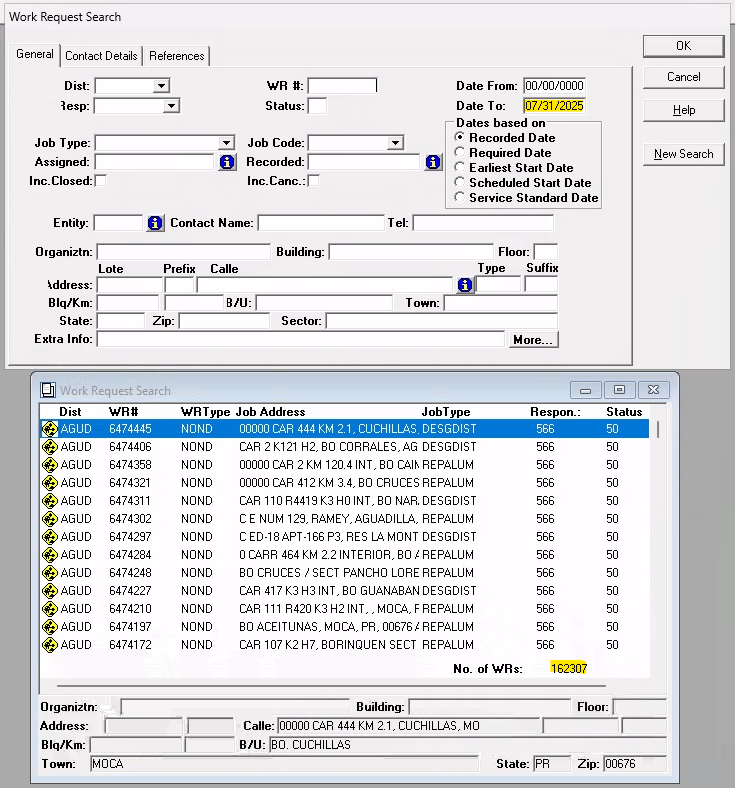 Work Request Search
General Contact Details References
OK
Cancel
Help
New Search
Dist: WR #: Date From: 00/00/0000
Resp: Status: Date To: 07/31/2025
Dates based on
Recorded Date
Required Date
Earliest Start Date
Scheduled Start Date
Service Standard Date
Job Type: Job Code:
Assigned: Recorded:
Inc.Closed: Inc.Canc.:
Entity: Contact Name: Tel:
Organiztn: Building: Floor:
Lote Prefix Calle Type Suffix
Address:
Blq/Km: B/U: Town:
State: Zip: Sector:
Extra Info: More...
Work Request Search
Dist WR# WRType Job Address JobType Respon.: Status
AGUD 6474445 NOND 00000 CAR 444 KM 2.1, CUCHILLAS, DESGDIST 566 50
AGUD 6474406 NOND CAR 2 K121 H2, BO CORRALES, AG DESGDIST 566 50
AGUD 6474358 NOND 00000 CAR 2 KM 120.4 INT, BO CAIM REPALUM 566 50
AGUD 6474321 NOND 00000 CAR 412 KM 3.4, BO CRUCES REPALUM 566 50
AGUD 6474311 NOND CAR 110 R4419 K3 H0 INT, BO NAR DESGDIST 566 50
AGUD 6474302 NOND C E NUM 129, RAMEY, AGUADILLA, REPALUM 566 50
AGUD 6474297 NOND C ED-18 APT-166 P3, RES LA MONT DESGDIST 566 50
AGUD 6474284 NOND 0 CARR 464 KM 2.2 INTERIOR, BO A REPALUM 566 50
AGUD 6474248 NOND BO CRUCES / SECT PANCHO LORE REPALUM 566 50
AGUD 6474227 NOND CAR 417 K3 H3 INT, BO GUANABAN DESGDIST 566 50
AGUD 6474210 NOND CAR 111 R420 K3 H2 INT, , MOCA, P REPALUM 566 50
AGUD 6474197 NOND BO ACEITUNAS, MOCA, PR, 00676 / REPALUM 566 50
AGUD 6474172 NOND CAR 107 K2 H7, BORINQUEN SECT REPALUM 566 50
No. of WRs: 162307
Organiztn: Building: Floor:
Address: Calle: 00000 CAR 444 KM 2.1, CUCHILLAS, MO
Blq/Km: B/U: BO. CUCHILLAS
Town: MOCA State: PR Zip: 00676